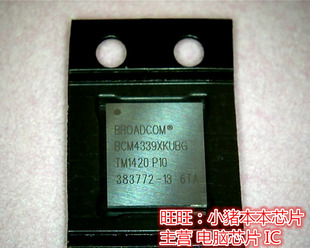 BROADCOM®
BCM4339XKUBG
TM1420 P10
383772-13 6TA
旺旺：小猪本本芯片
主营 电脑芯片 IC